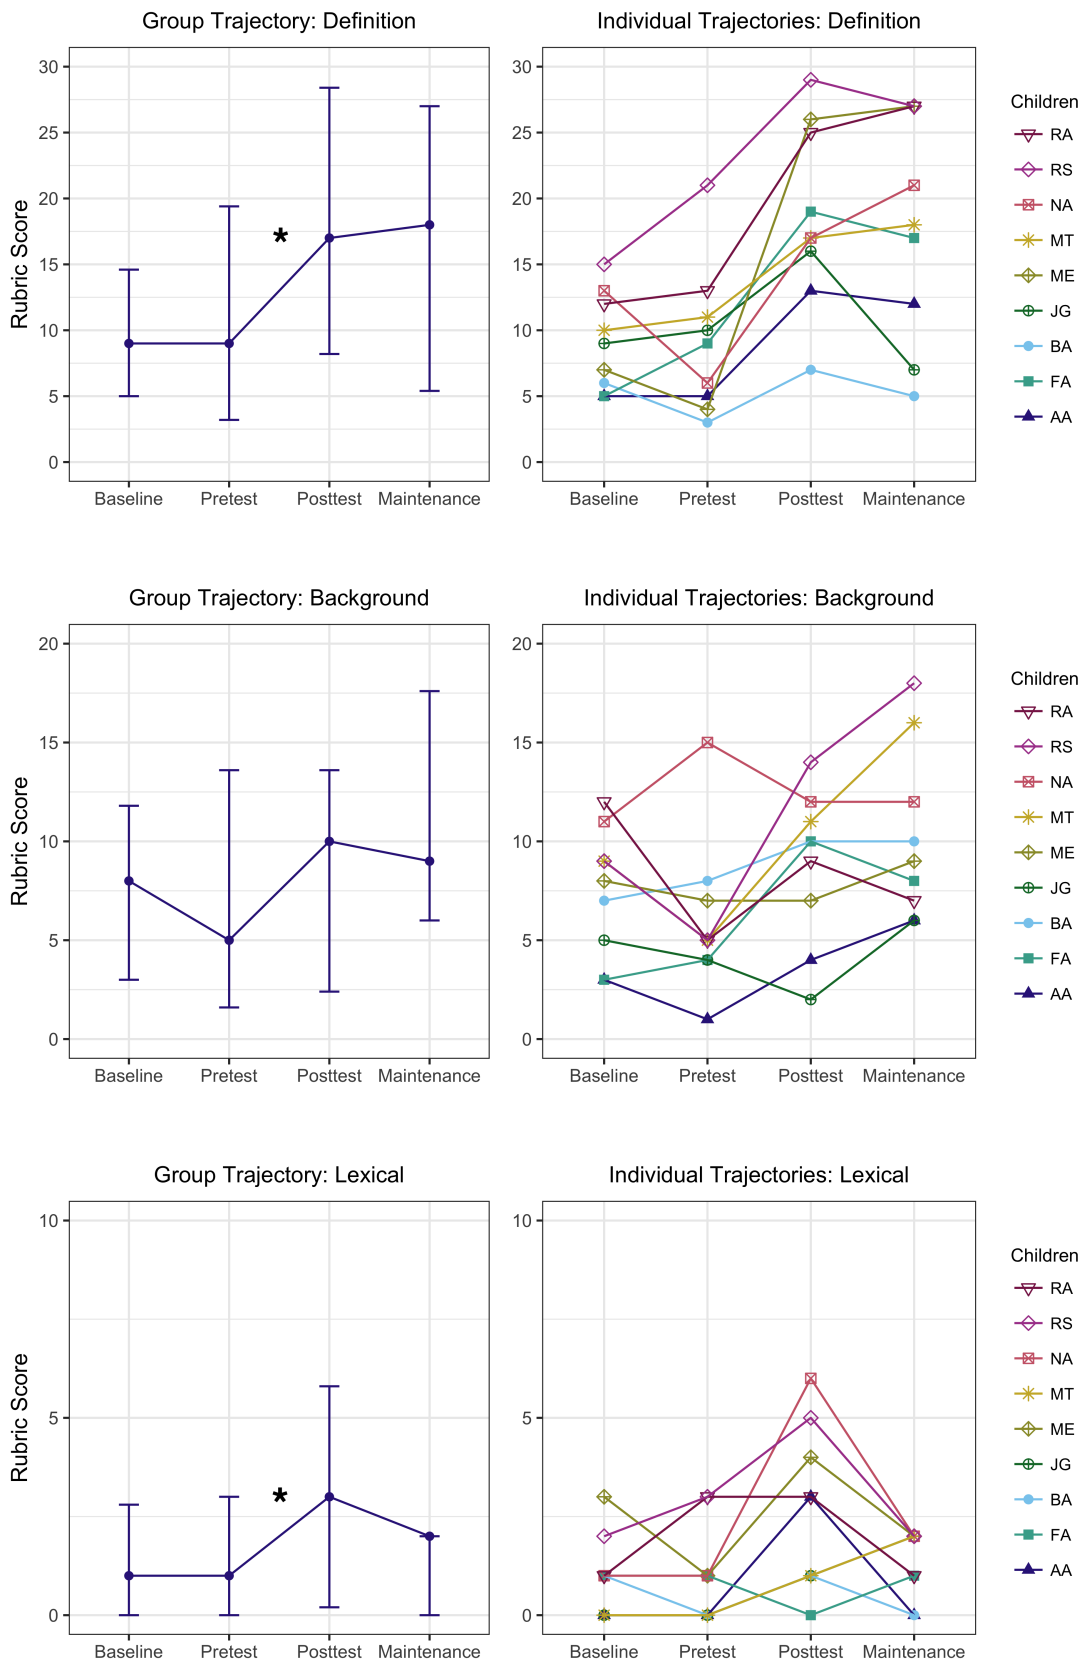 Group Trajectory: Definition
Individual Trajectories: Definition
Rubric Score
30
25
20
15
10
5
0
Baseline Pretest Posttest Maintenance
*
30
25
20
15
10
5
0
Baseline Pretest Posttest Maintenance
Children
RA
RS
NA
MT
ME
JG
BA
FA
AA
Group Trajectory: Background
Individual Trajectories: Background
Rubric Score
20
15
10
5
0
Baseline Pretest Posttest Maintenance
20
15
10
5
0
Baseline Pretest Posttest Maintenance
Children
RA
RS
NA
MT
ME
JG
BA
FA
AA
Group Trajectory: Lexical
Individual Trajectories: Lexical
Rubric Score
10
5
0
Baseline Pretest Posttest Maintenance
*
10
5
0
Baseline Pretest Posttest Maintenance
Children
RA
RS
NA
MT
ME
JG
BA
FA
AA